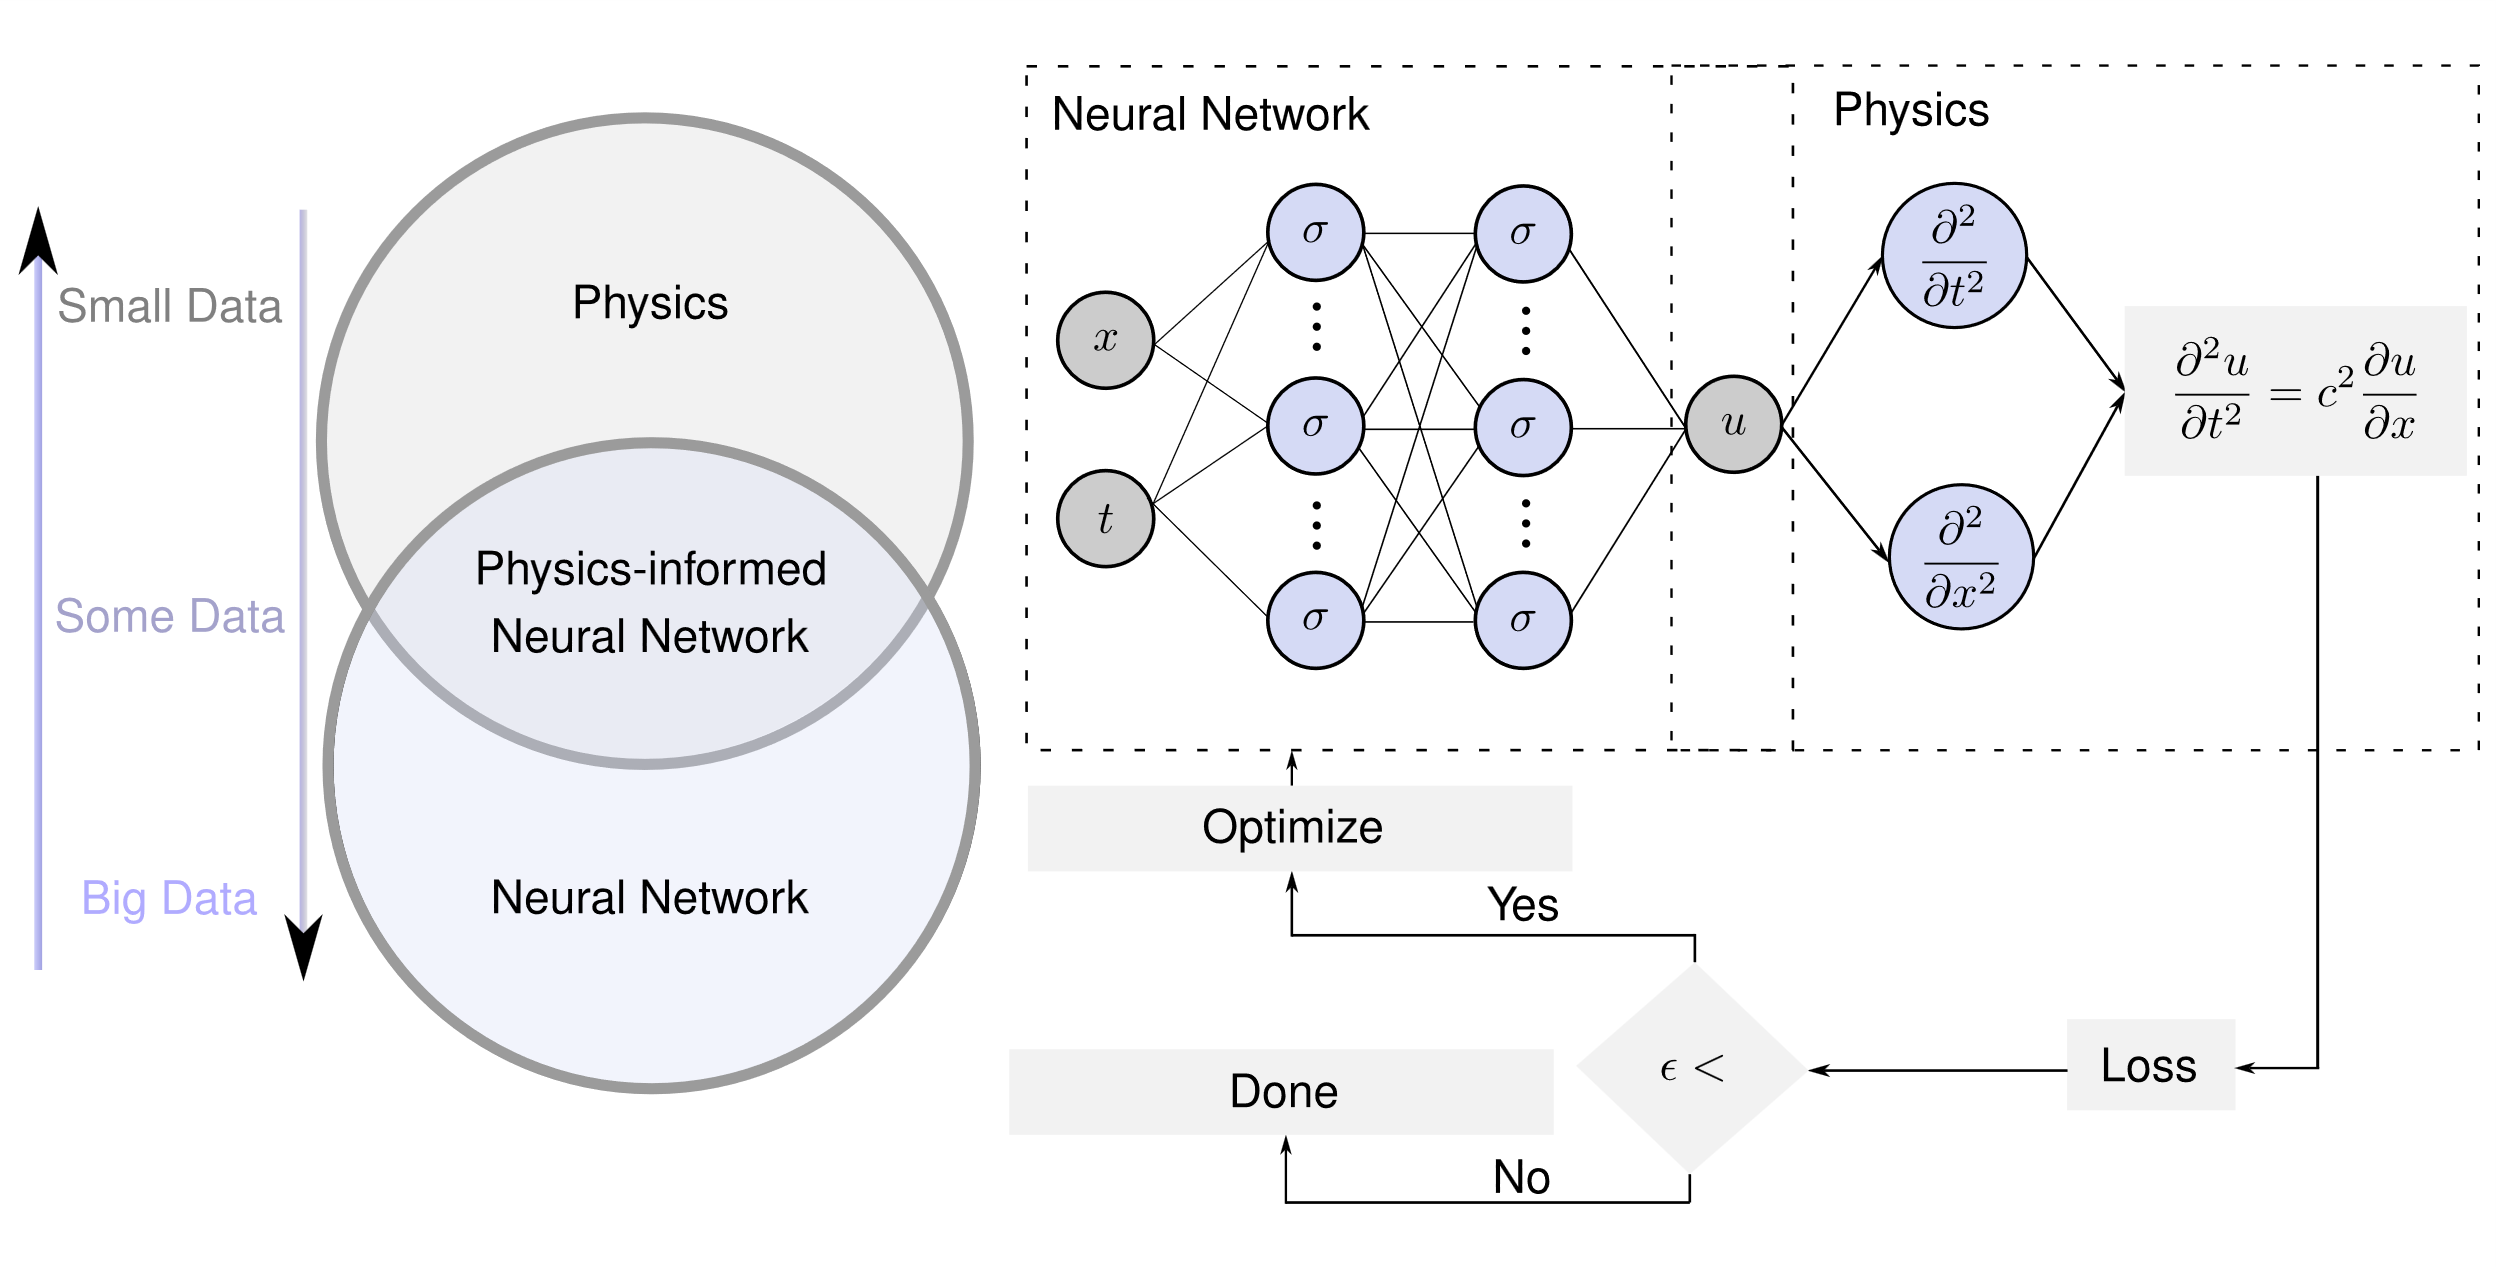 Small Data
Some Data
Big Data
Physics
Physics-informed
Neural Network
Neural Network
Neural Network
Physics
x
t
σ
σ
σ
σ
σ
σ
u
∂²/∂t²
∂²/∂x²
∂²u/∂t² = c² ∂u/∂x
Optimize
Yes
ϵ <
Loss
Done
No